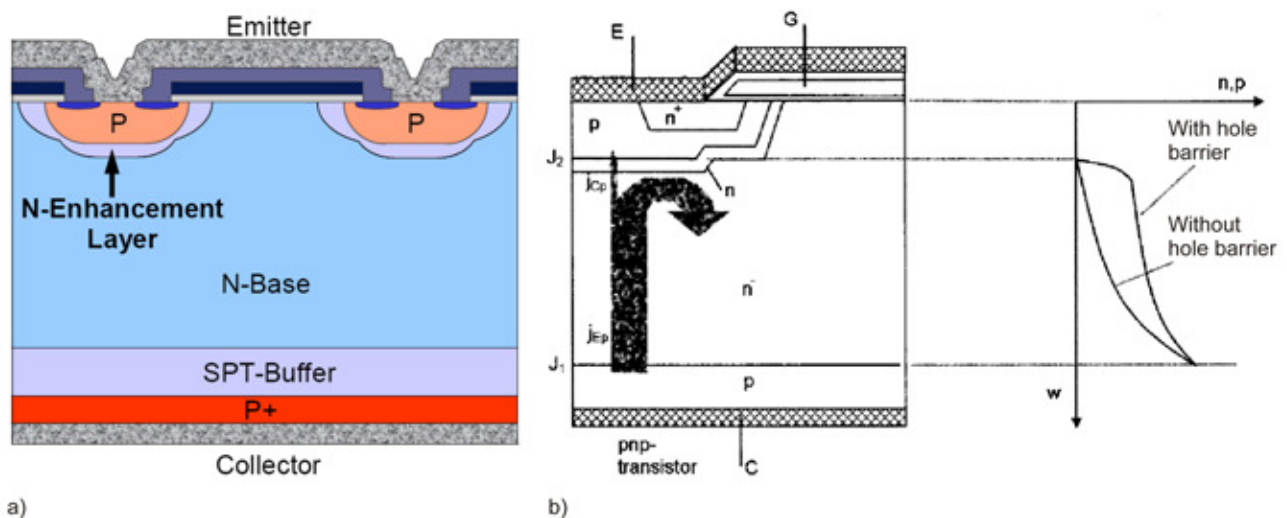 Emitter
P
P
N-Enhancement
Layer
N-Base
SPT-Buffer
P+
Collector
a)
E
G
n+
p
J2
jCp
n
n-
jEp
J1
p
pnp-
transistor
C
n,p
With hole
barrier
Without
hole barrier
w
b)